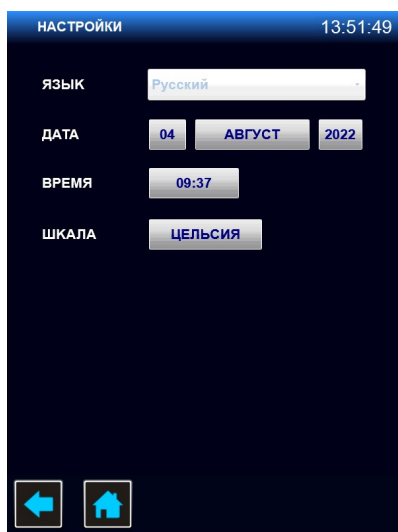 НАСТРОЙКИ 13:51:49
ЯЗЫК Русский
ДАТА 04 АВГУСТ 2022
ВРЕМЯ 09:37
ШКАЛА ЦЕЛЬСИЯ